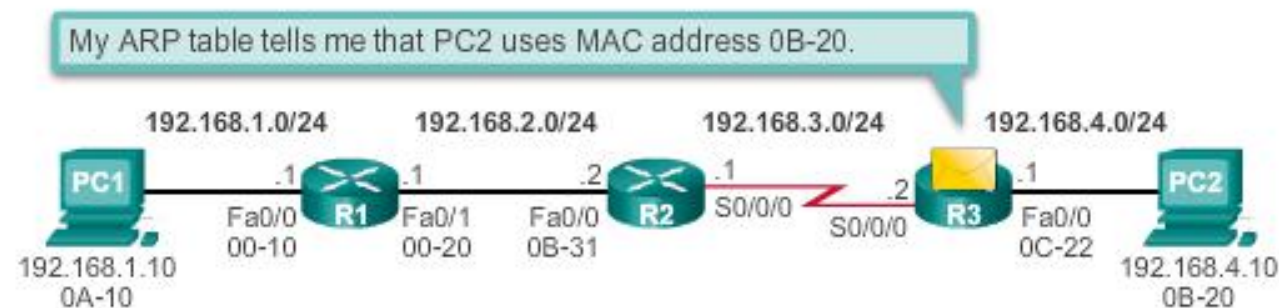 My ARP table tells me that PC2 uses MAC address 0B-20.
192.168.1.0/24 192.168.2.0/24 192.168.3.0/24 192.168.4.0/24
PC1 .1 R1 .1 .2 R2 .1 .2 R3 .1 PC2
Fa0/0 Fa0/1 Fa0/0 S0/0/0 S0/0/0 Fa0/0
00-10 00-20 0B-31 0C-22
192.168.1.10 192.168.4.10
0A-10 0B-20